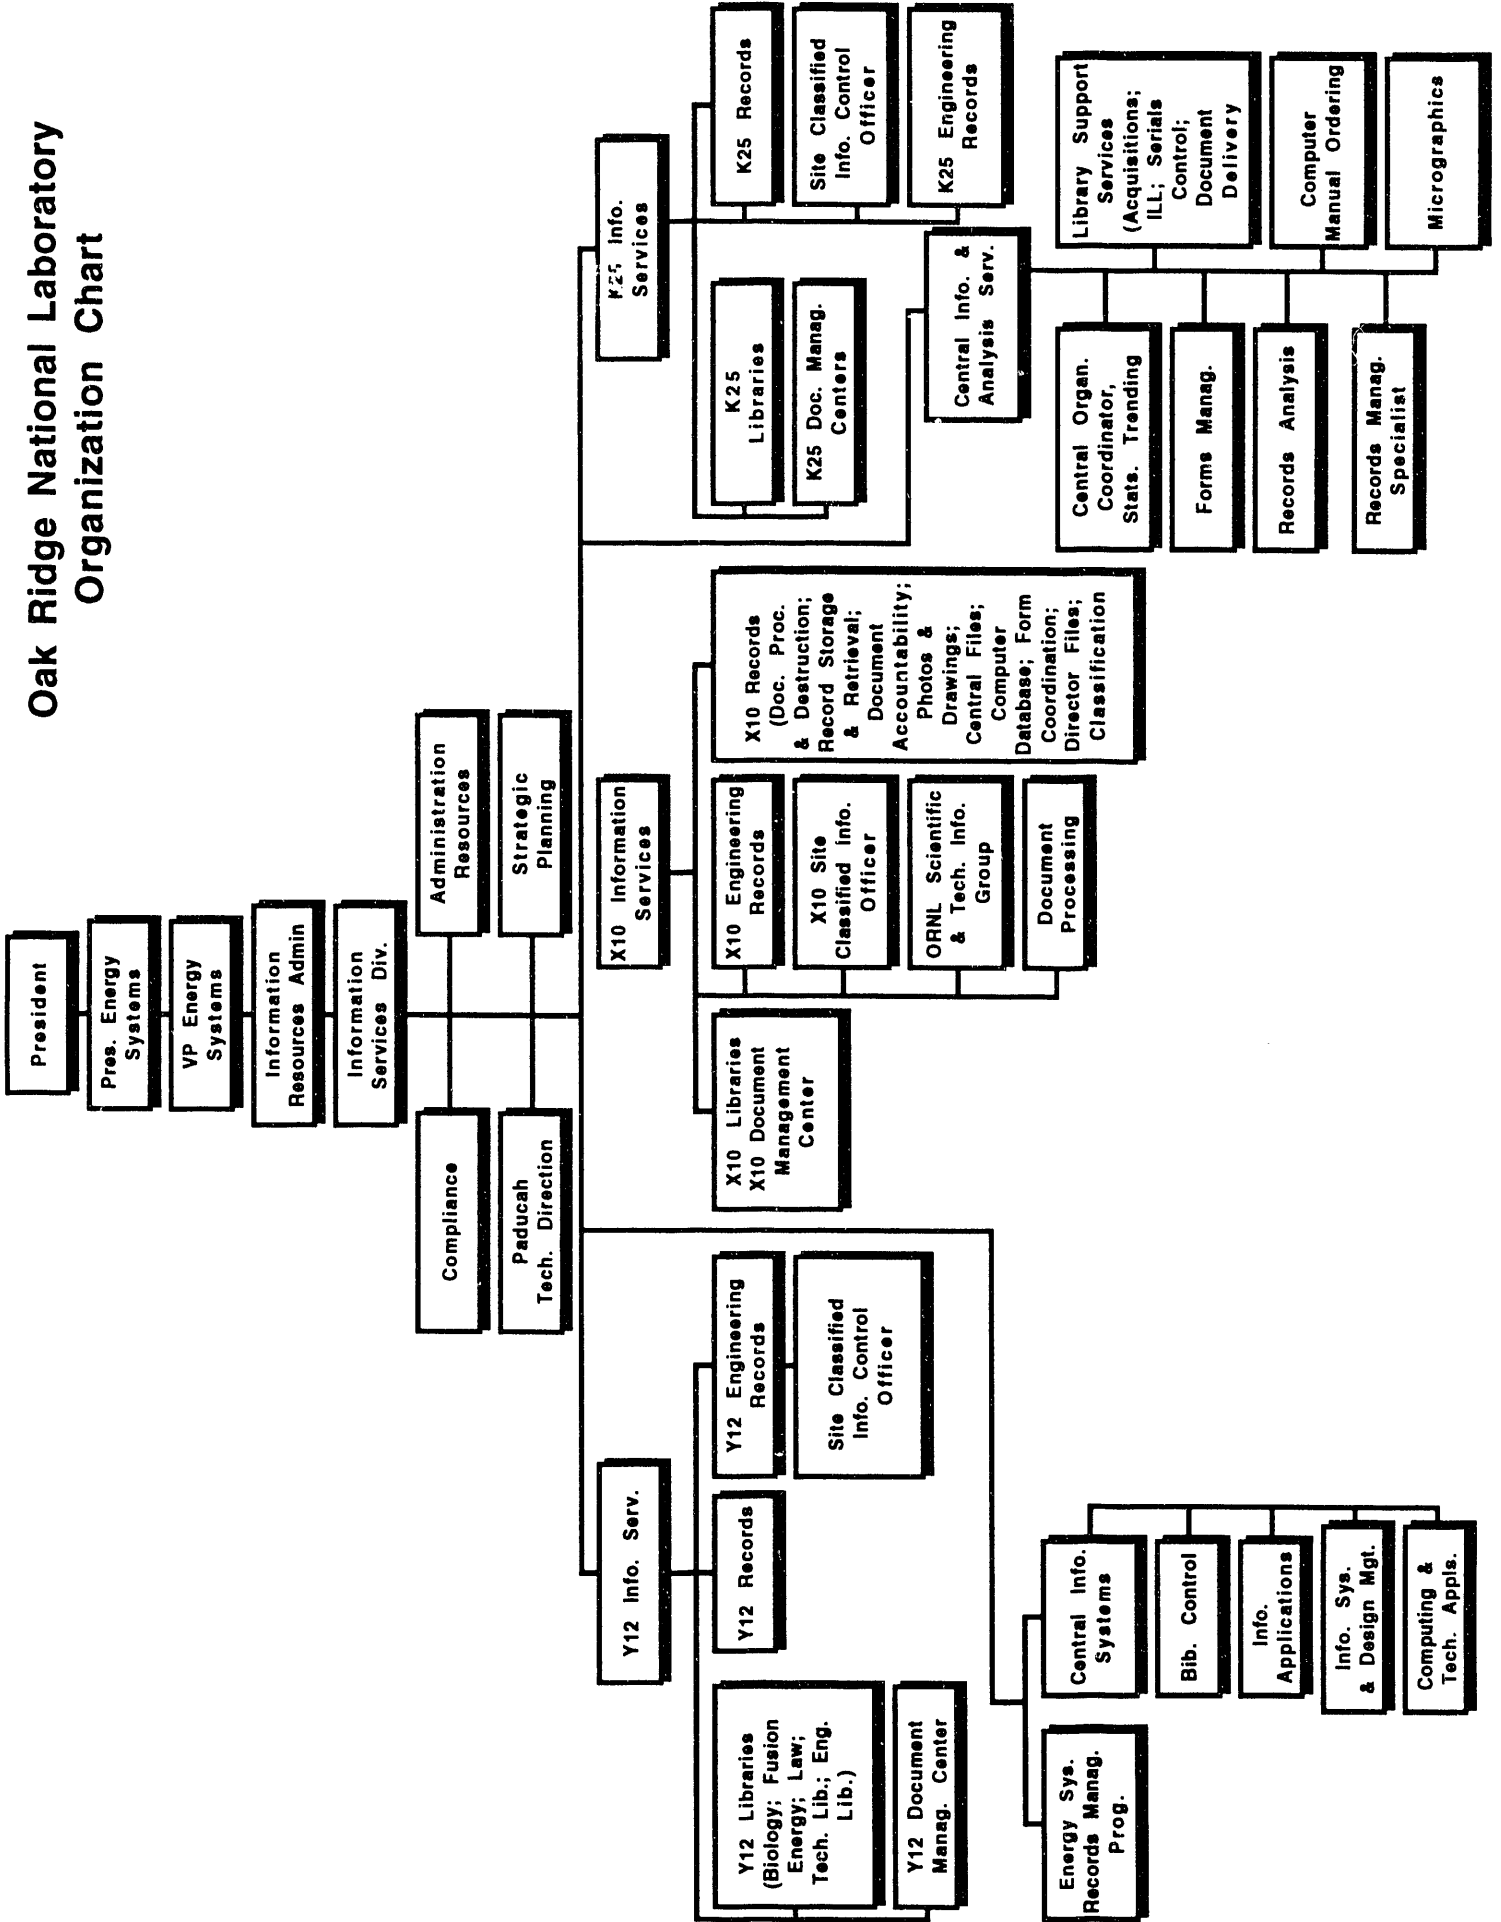 Oak Ridge National Laboratory
Organization Chart
President
Pres. Energy
Systems
VP Energy
Systems
Information
Resources Admin
Information
Services Div.
Compliance
Administration
Resources
Paducah
Tech. Direction
Strategic
Planning
Y12 Info. Serv.
X10 Information
Services
K25 Info.
Services
Y12 Libraries
(Biology; Fusion
Energy; Law;
Tech. Lib.; Eng.
Lib.)
Y12 Document
Manag. Center
Y12 Records
Y12 Engineering
Records
Site Classified
Info. Control
Officer
X10 Libraries
X10 Document
Management
Center
X10 Engineering
Records
X10 Site
Classified Info.
Officer
ORNL Scientific
& Tech. Info.
Group
Document
Processing
X10 Records
(Doc. Proc.
& Destruction;
Record Storage
& Retrieval;
Document
Accountability;
Photos &
Drawings;
Central Files;
Computer
Database; Form
Coordination;
Director Files;
Classification
K25
Libraries
K25 Doc. Manag.
Centers
K25 Records
Site Classified
Info. Control
Officer
K25 Engineering
Records
Energy Sys.
Records Manag.
Prog.
Central Info.
Systems
Bib. Control
Info.
Applications
Info. Sys.
& Design Mgt.
Computing &
Tech. Appls.
Central Info. &
Analysis Serv.
Central Organ.
Coordinator,
Stats. Trending
Forms Manag.
Records Analysis
Records Manag.
Specialist
Library Support
Services
(Acquisitions;
ILL; Serials
Control;
Document
Delivery
Computer
Manual Ordering
Micrographics